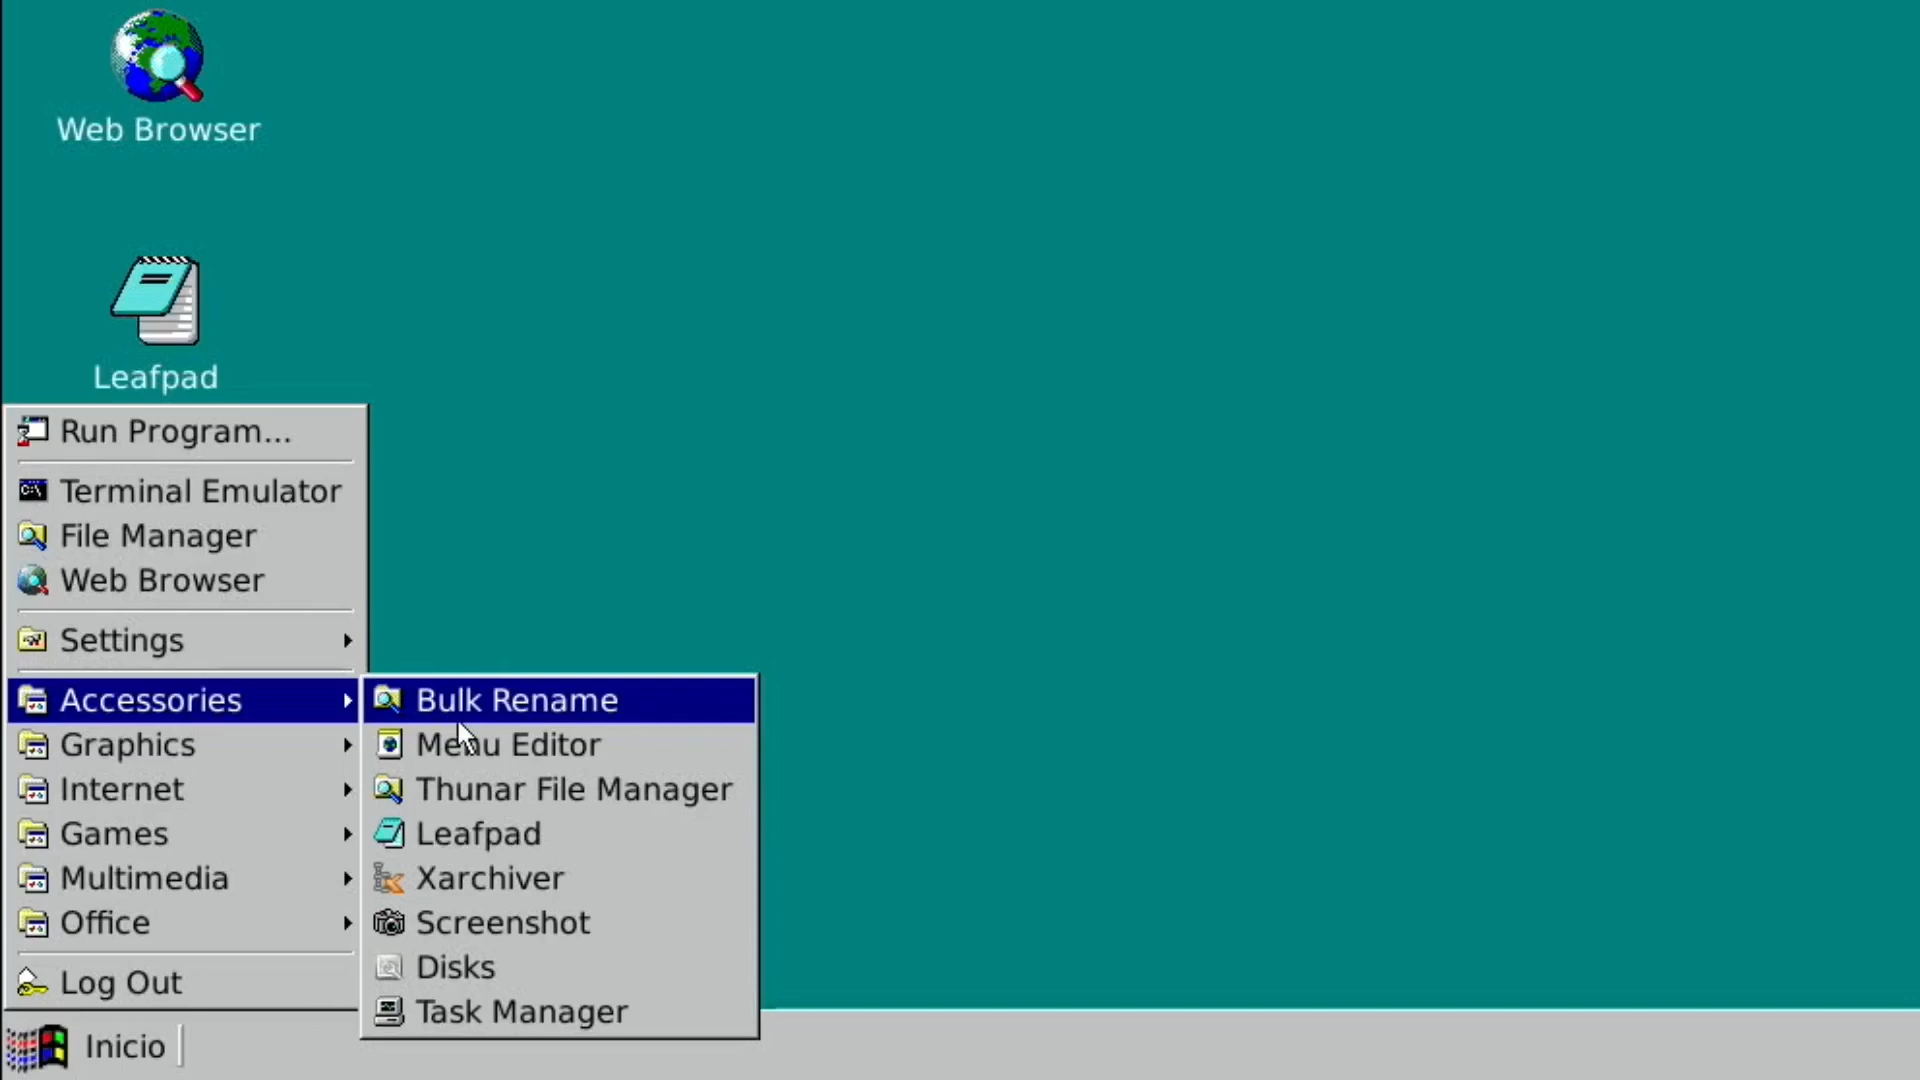 Web Browser
Leafpad
Run Program...
Terminal Emulator
File Manager
Web Browser
Settings
Accessories
Graphics
Internet
Games
Multimedia
Office
Log Out
Bulk Rename
Menu Editor
Thunar File Manager
Leafpad
Xarchiver
Screenshot
Disks
Task Manager
Inicio